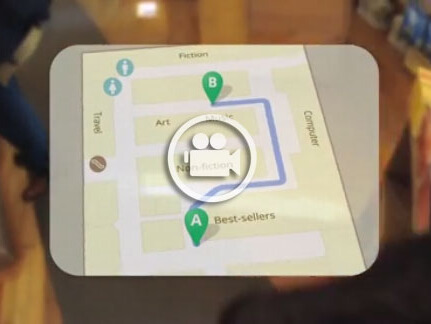 Fiction
B
Travel
Art
Computer
Non-fiction
A
Best-sellers